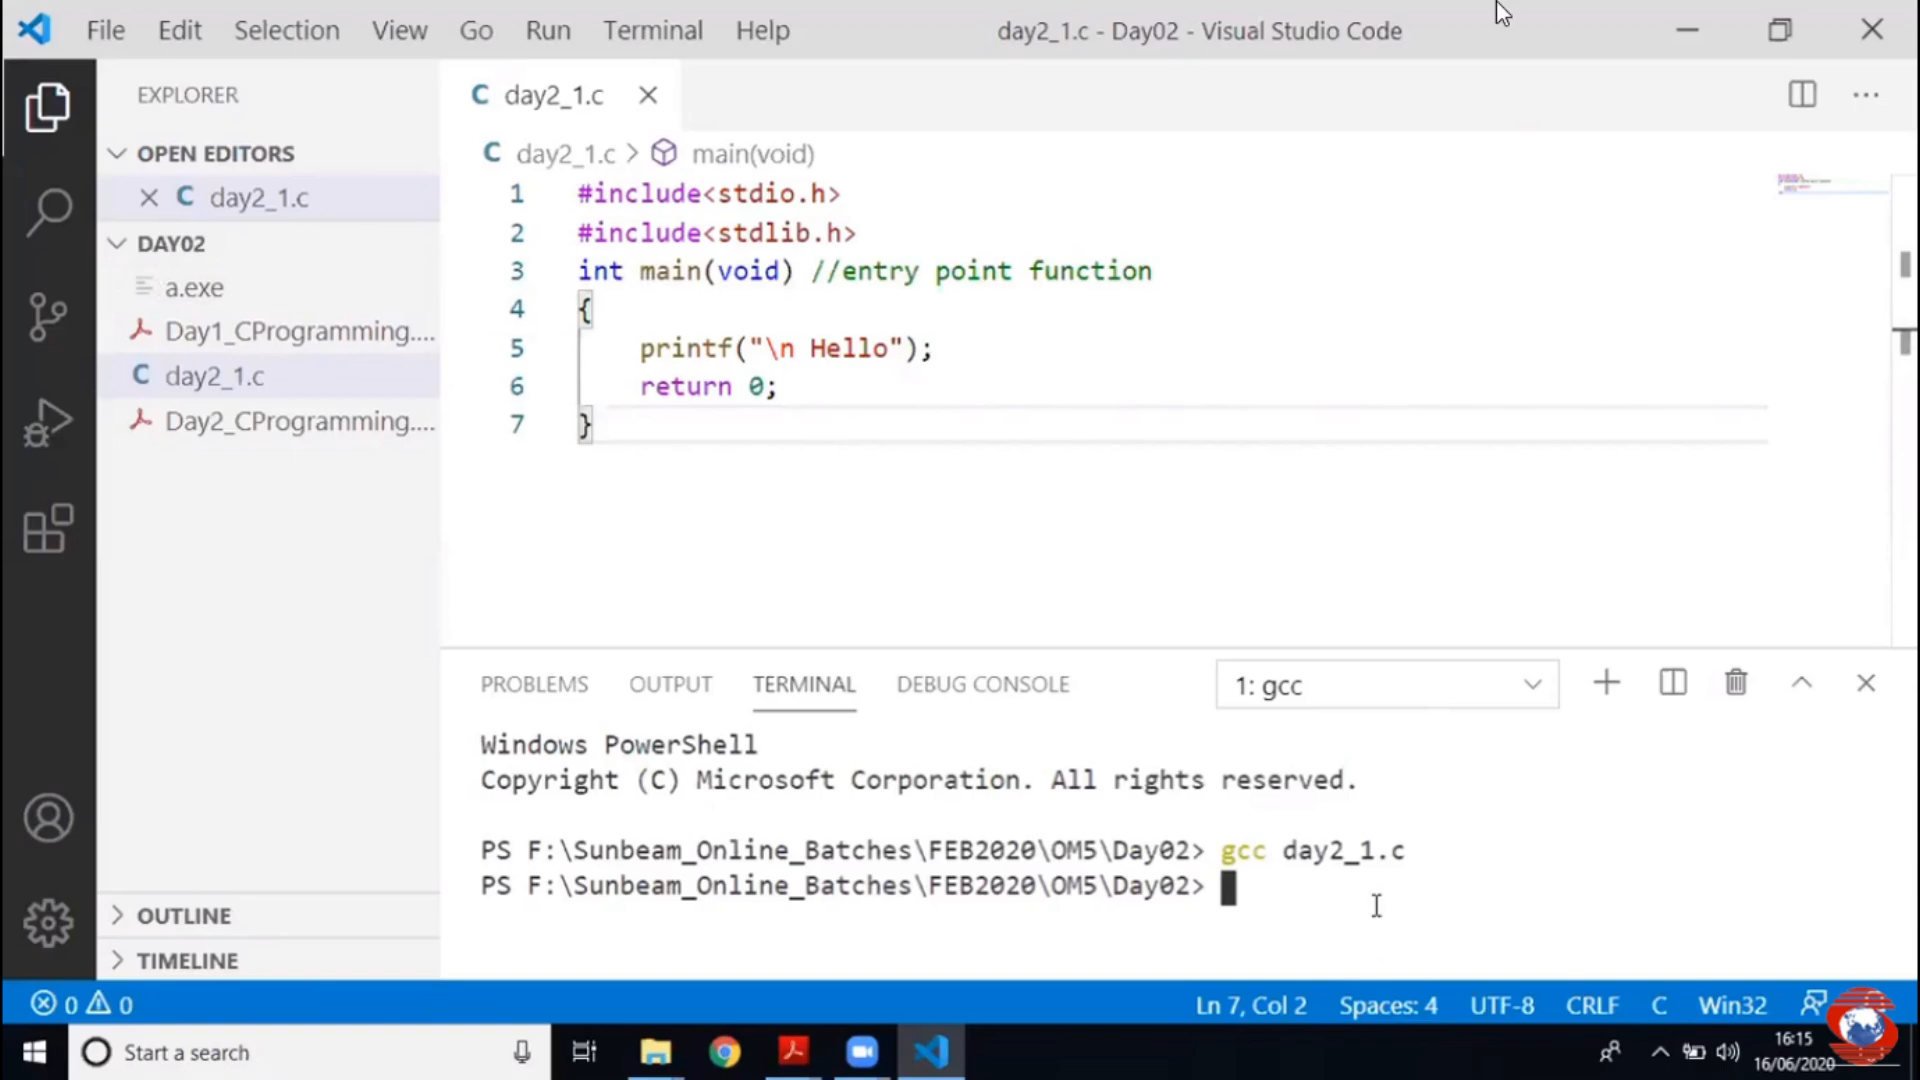 File Edit Selection View Go Run Terminal Help day2_1.c - Day02 - Visual Studio Code
EXPLORER
OPEN EDITORS
C day2_1.c
DAY02
a.exe
Day1_CProgramming....
C day2_1.c
Day2_CProgramming....
OUTLINE
TIMELINE
C day2_1.c
C day2_1.c > main(void)
1 #include<stdio.h>
2 #include<stdlib.h>
3 int main(void) //entry point function
4 {
5 printf("\n Hello");
6 return 0;
7 }
PROBLEMS OUTPUT TERMINAL DEBUG CONSOLE 1: gcc
Windows PowerShell
Copyright (C) Microsoft Corporation. All rights reserved.
PS F:\Sunbeam_Online_Batches\FEB2020\OM5\Day02> gcc day2_1.c
PS F:\Sunbeam_Online_Batches\FEB2020\OM5\Day02>
0 0 Ln 7, Col 2 Spaces: 4 UTF-8 CRLF C Win32
Start a search 16:15
16/06/2020